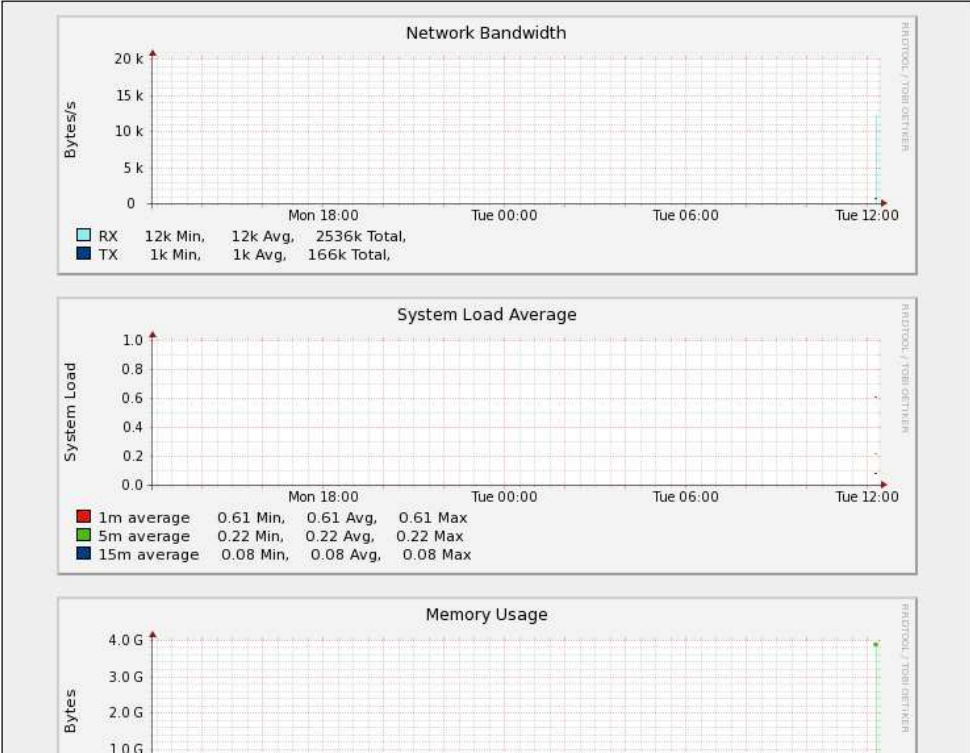 Network Bandwidth
RRDTOOL / TOBI OETIKER
Bytes/s
20 k
15 k
10 k
5 k
0
Mon 18:00 Tue 00:00 Tue 06:00 Tue 12:00
RX 12k Min, 12k Avg, 2536k Total,
TX 1k Min, 1k Avg, 166k Total,
System Load Average
RRDTOOL / TOBI OETIKER
System Load
1.0
0.8
0.6
0.4
0.2
0.0
Mon 18:00 Tue 00:00 Tue 06:00 Tue 12:00
1m average 0.61 Min, 0.61 Avg, 0.61 Max
5m average 0.22 Min, 0.22 Avg, 0.22 Max
15m average 0.08 Min, 0.08 Avg, 0.08 Max
Memory Usage
RRDTOOL / TOBI OETIKER
Bytes
4.0 G
3.0 G
2.0 G
1.0 G